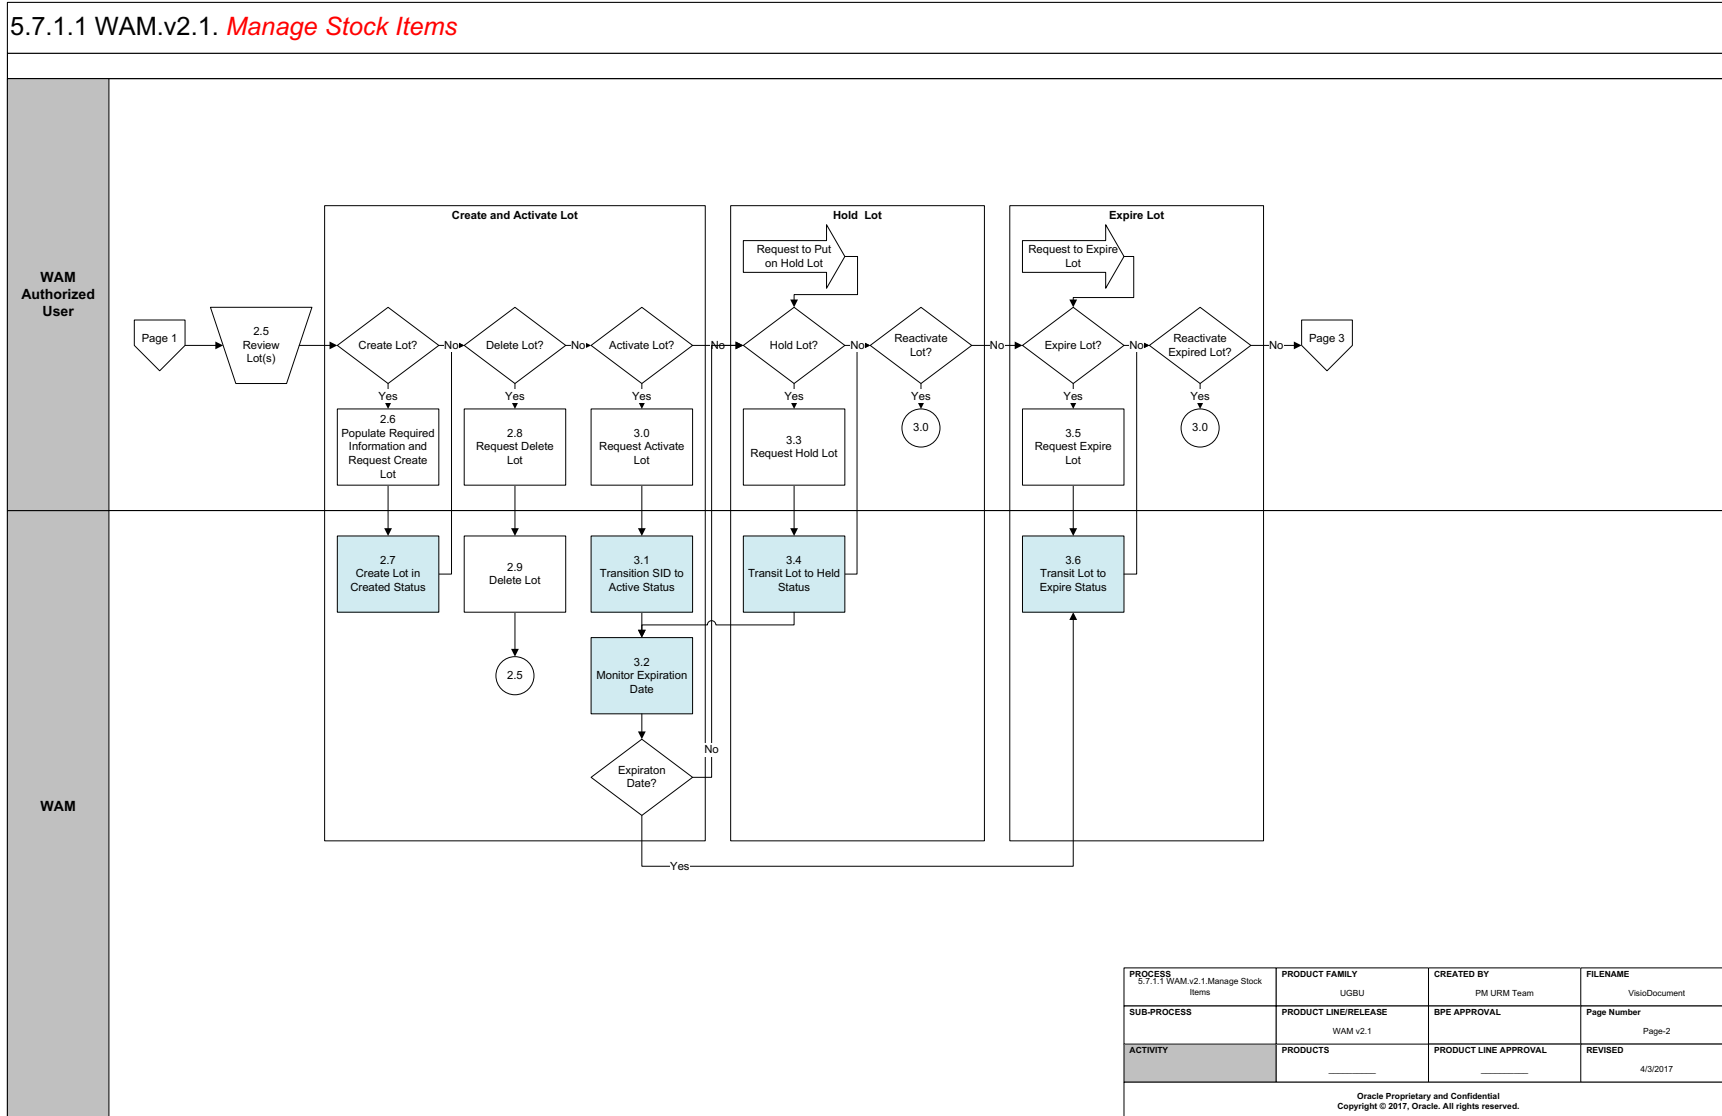 5.7.1.1 WAM.v2.1. Manage Stock Items
WAM
Authorized
User
WAM
Create and Activate Lot
Hold  Lot
Expire Lot
Request to Put
on Hold Lot
Request to Expire
Lot
Page 1
2.5
Review
Lot(s)
Create Lot?
No
Delete Lot?
No
Activate Lot?
No
Hold Lot?
No
Reactivate
Lot?
No
Expire Lot?
No
Reactivate
Expired Lot?
No
Page 3
Yes
Yes
Yes
Yes
Yes
Yes
Yes
2.6
Populate Required
Information and
Request Create
Lot
2.8
Request Delete
Lot
3.0
Request Activate
Lot
3.3
Request Hold Lot
3.0
3.5
Request Expire
Lot
3.0
2.7
Create Lot in
Created Status
2.9
Delete Lot
3.1
Transition SID to
Active Status
3.4
Transit Lot to Held
Status
3.6
Transit Lot to
Expire Status
2.5
3.2
Monitor Expiration
Date
No
Expiraton
Date?
Yes
PROCESS
5.7.1.1 WAM.v2.1.Manage Stock
Items
PRODUCT FAMILY
UGBU
CREATED BY
PM URM Team
FILENAME
VisioDocument
SUB-PROCESS
PRODUCT LINE/RELEASE
WAM v2.1
BPE APPROVAL
Page Number
Page-2
ACTIVITY
PRODUCTS
PRODUCT LINE APPROVAL
REVISED
4/3/2017
Oracle Proprietary and Confidential
Copyright © 2017, Oracle. All rights reserved.